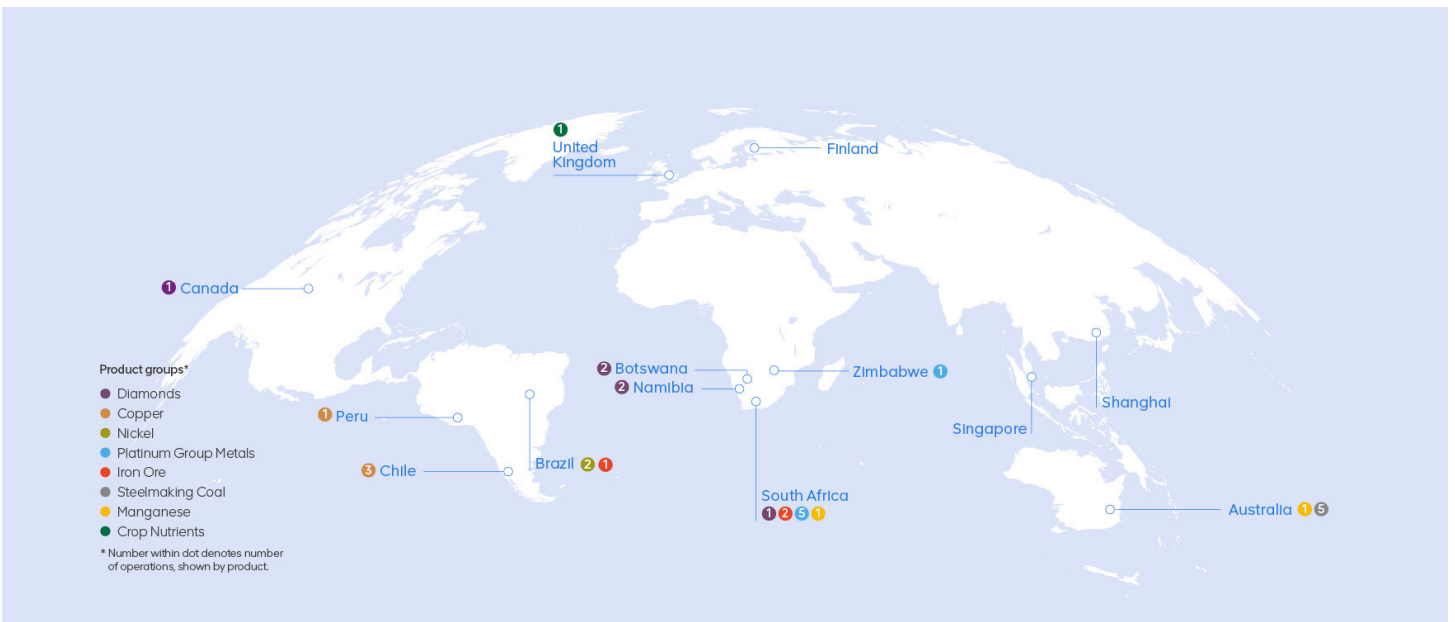 1
United
Kingdom
Finland
1 Canada
2 Botswana
2 Namibia
Zimbabwe 1
Shanghai
Singapore
1 Peru
3 Chile
Brazil 2 1
South Africa
1 2 5 1
Australia 1 5
Product groups*
Diamonds
Copper
Nickel
Platinum Group Metals
Iron Ore
Steelmaking Coal
Manganese
Crop Nutrients
* Number within dot denotes number
of operations, shown by product.